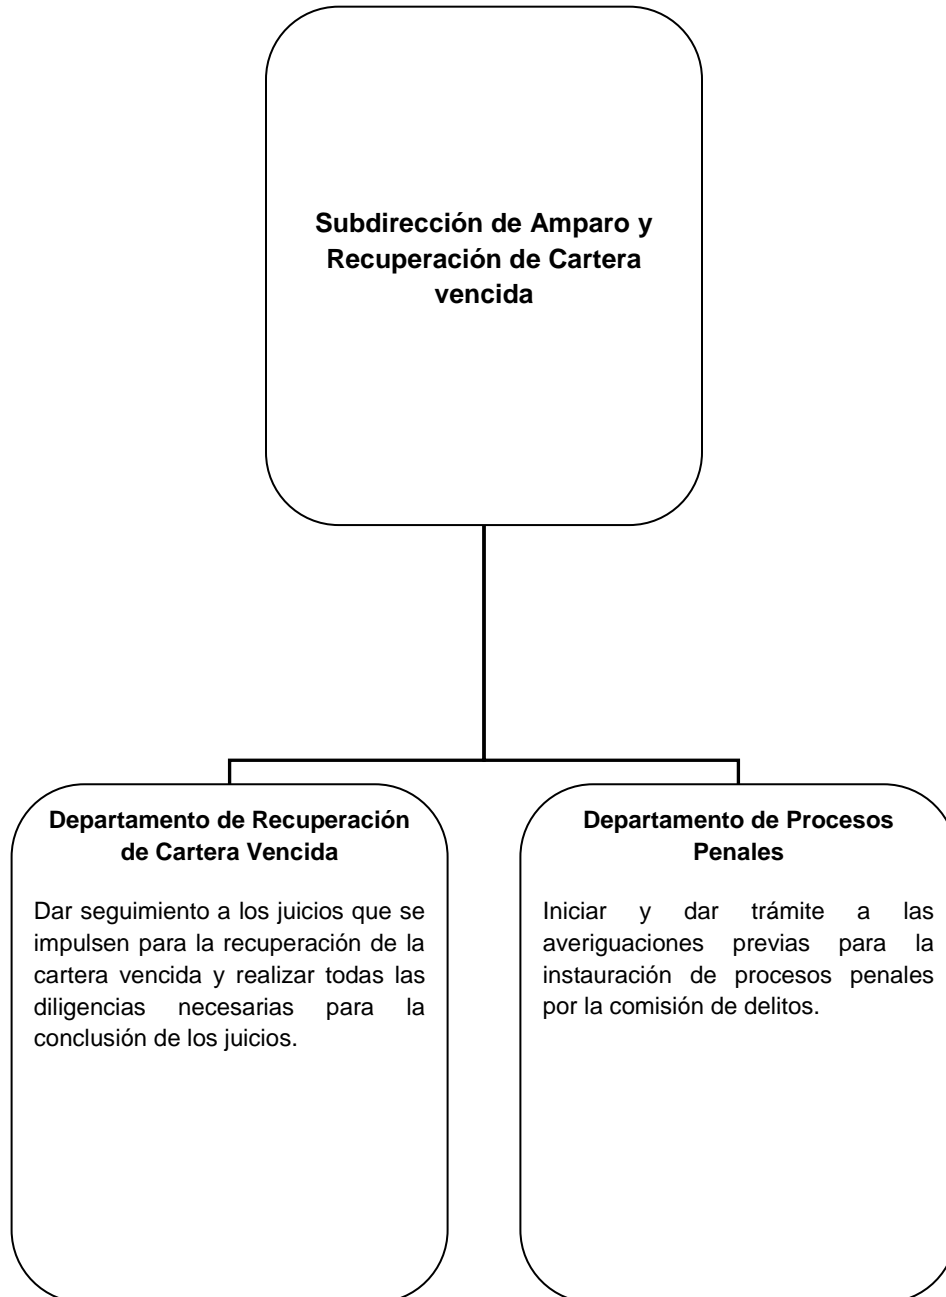 Subdirección de Amparo y
Recuperación de Cartera
vencida
Departamento de Recuperación
de Cartera Vencida
Dar seguimiento a los juicios que se
impulsen para la recuperación de la
cartera vencida y realizar todas las
diligencias necesarias para la
conclusión de los juicios.
Departamento de Procesos
Penales
Iniciar y dar trámite a las
averiguaciones previas para la
instauración de procesos penales
por la comisión de delitos.